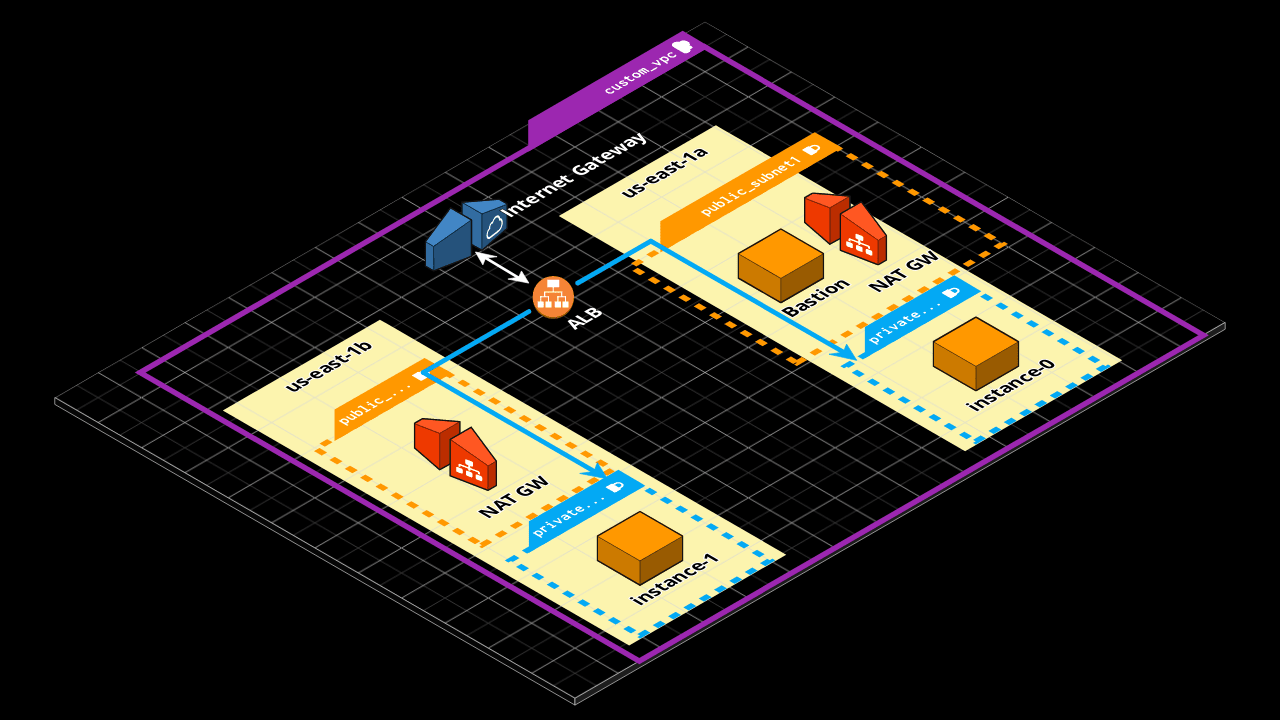 custom_vpc
Internet Gateway
us-east-1a
public_subnet1
NAT GW
Bastion
ALB
private...
instance-0
us-east-1b
public_...
NAT GW
private...
instance-1